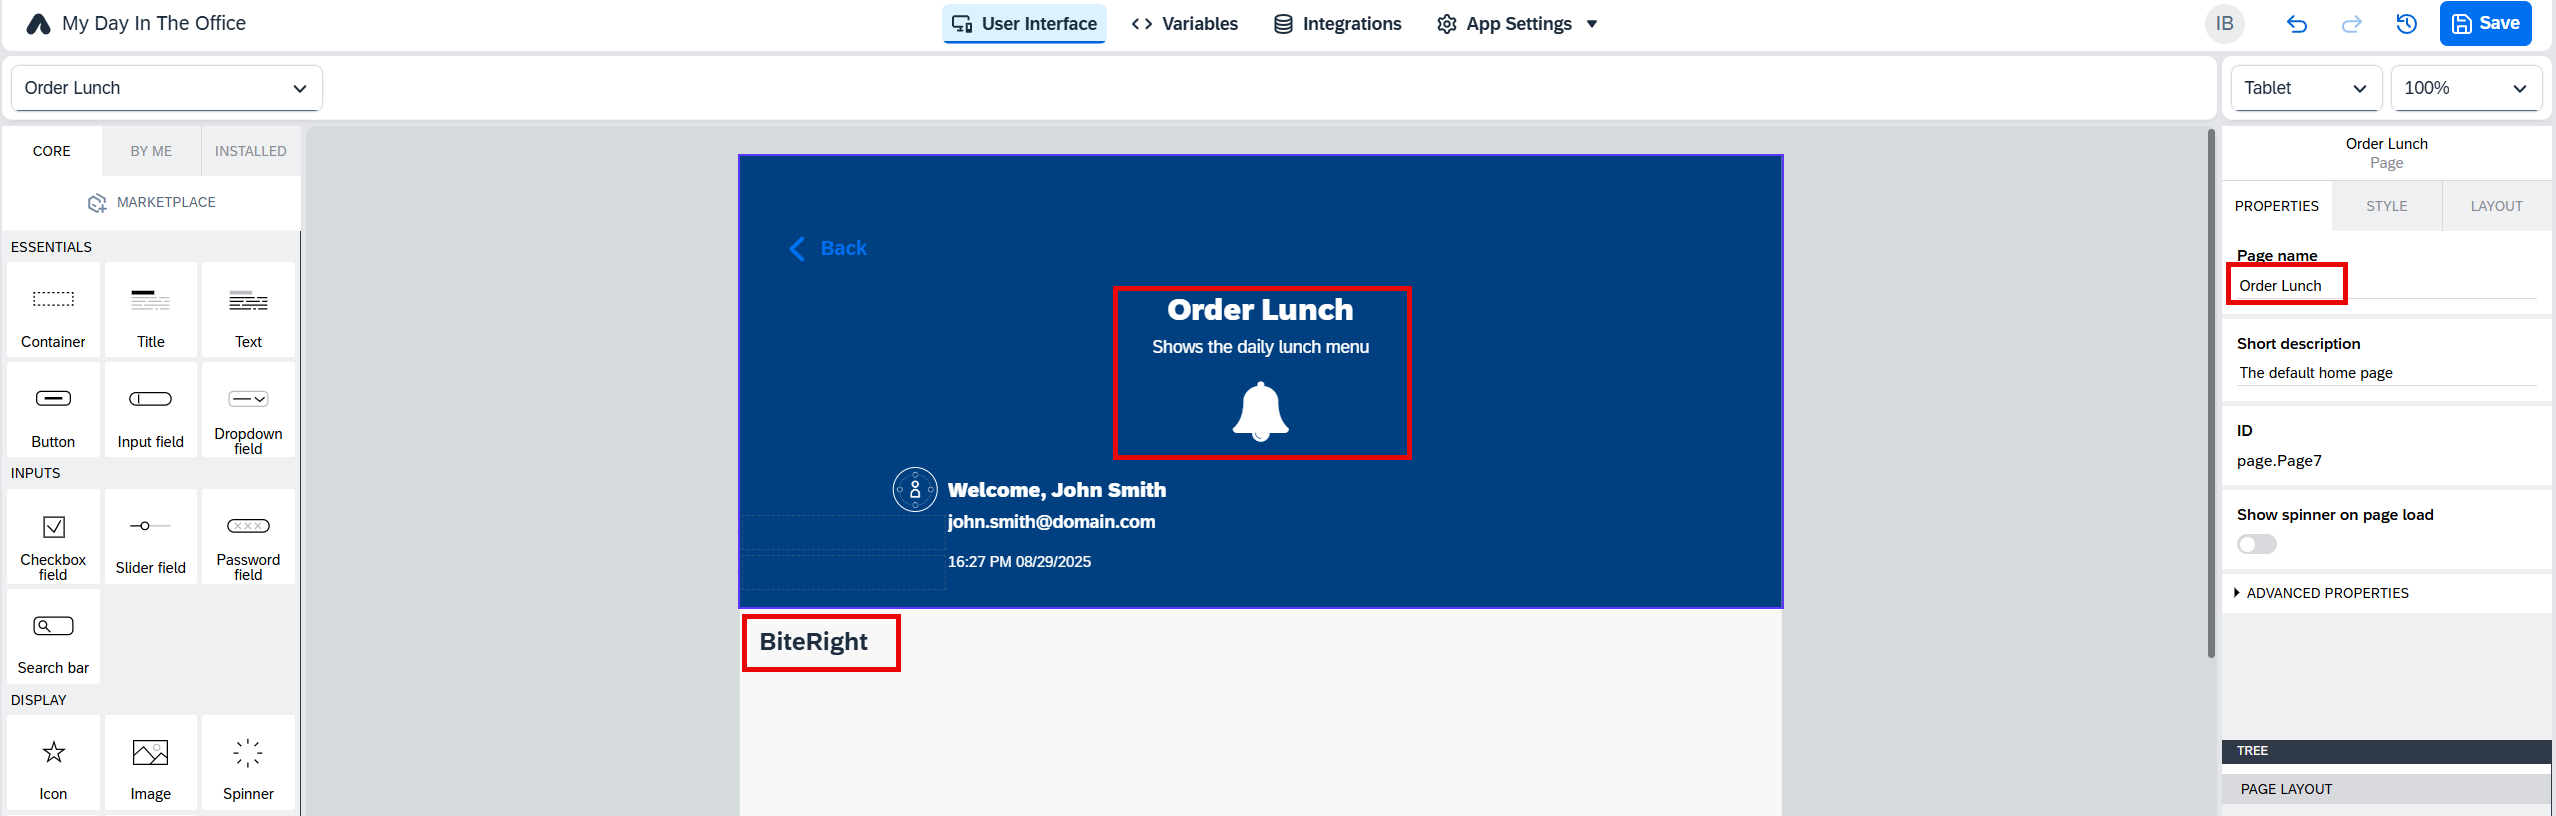 My Day In The Office
User Interface
Variables
Integrations
App Settings
IB
Save
Order Lunch
Tablet
100%
CORE
BY ME
INSTALLED
MARKETPLACE
ESSENTIALS
Container
Title
Text
Button
Input field
Dropdown
field
INPUTS
Checkbox
field
Slider field
Password
field
Search bar
DISPLAY
Icon
Image
Spinner
Back
Order Lunch
Shows the daily lunch menu
Welcome, John Smith
john.smith@domain.com
16:27 PM 08/29/2025
BiteRight
Order Lunch
Page
PROPERTIES
STYLE
LAYOUT
Page name
Order Lunch
Short description
The default home page
ID
page.Page7
Show spinner on page load
ADVANCED PROPERTIES
TREE
PAGE LAYOUT